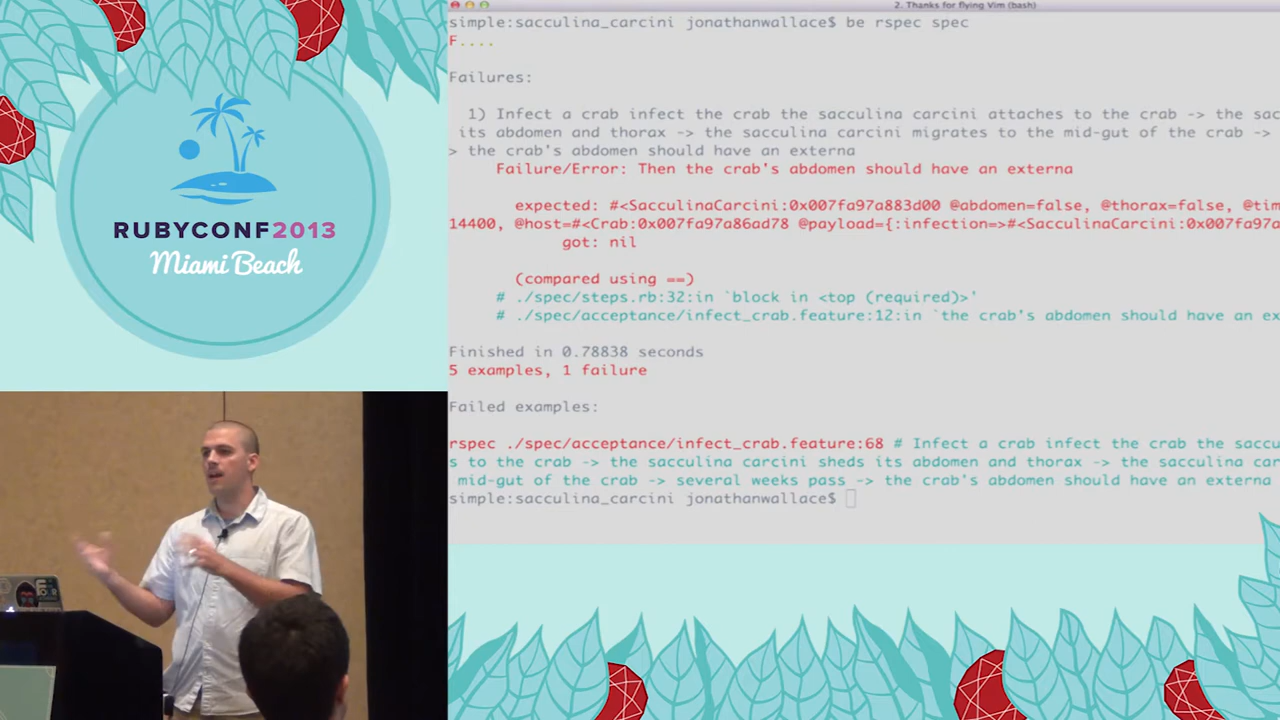 RUBYCONF2013
Miami Beach
2. Thanks for flying Vim (bash)
simple:sacculina_carcini jonathanwallace$ be rspec spec
F....
Failures:
1) Infect a crab infect the crab the sacculina carcini attaches to the crab -> the sac
its abdomen and thorax -> the sacculina carcini migrates to the mid-gut of the crab ->
> the crab's abdomen should have an externa
Failure/Error: Then the crab's abdomen should have an externa
expected: #<SacculinaCarcini:0x007fa97a883d00 @abdomen=false, @thorax=false, @tim
14400, @host=#<Crab:0x007fa97a86ad78 @payload={:infection=>#<SacculinaCarcini:0x007fa97a
got: nil
(compared using ==)
# ./spec/steps.rb:32:in `block in <top (required)>'
# ./spec/acceptance/infect_crab.feature:12:in `the crab's abdomen should have an ex
Finished in 0.78838 seconds
5 examples, 1 failure
Failed examples:
rspec ./spec/acceptance/infect_crab.feature:68 # Infect a crab infect the crab the saccu
s to the crab -> the sacculina carcini sheds its abdomen and thorax -> the sacculina car
mid-gut of the crab -> several weeks pass -> the crab's abdomen should have an externa
simple:sacculina_carcini jonathanwallace$